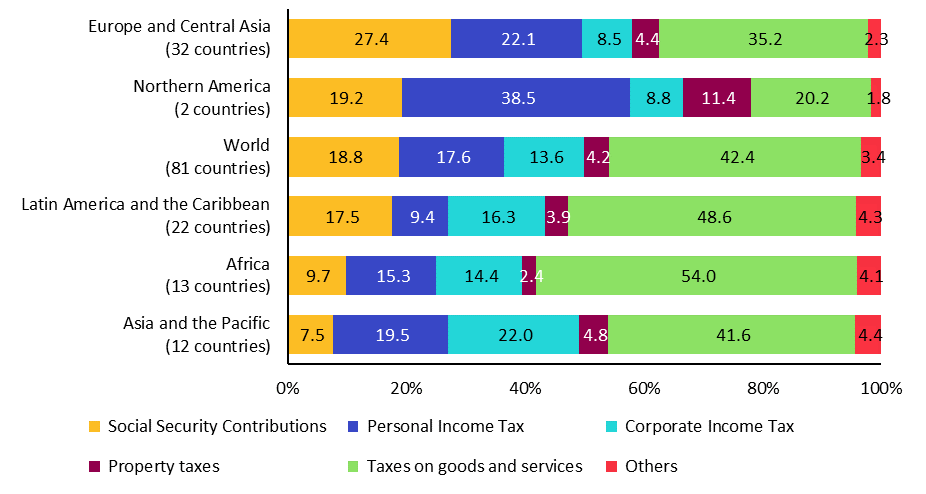 Europe and Central Asia
(32 countries)
27.4 22.1 8.5 4.4 35.2 2.3
Northern America
(2 countries)
19.2 38.5 8.8 11.4 20.2 1.8
World
(81 countries)
18.8 17.6 13.6 4.2 42.4 3.4
Latin America and the Caribbean
(22 countries)
17.5 9.4 16.3 3.9 48.6 4.3
Africa
(13 countries)
9.7 15.3 14.4 2.4 54.0 4.1
Asia and the Pacific
(12 countries)
7.5 19.5 22.0 4.8 41.6 4.4
0% 20% 40% 60% 80% 100%
Social Security Contributions Personal Income Tax Corporate Income Tax
Property taxes Taxes on goods and services Others